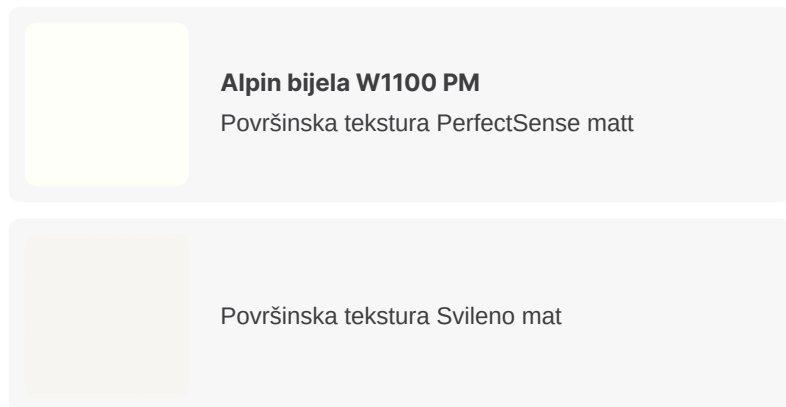 Alpin bijela W1100 PM
Površinska tekstura PerfectSense matt
Površinska tekstura Svileno mat